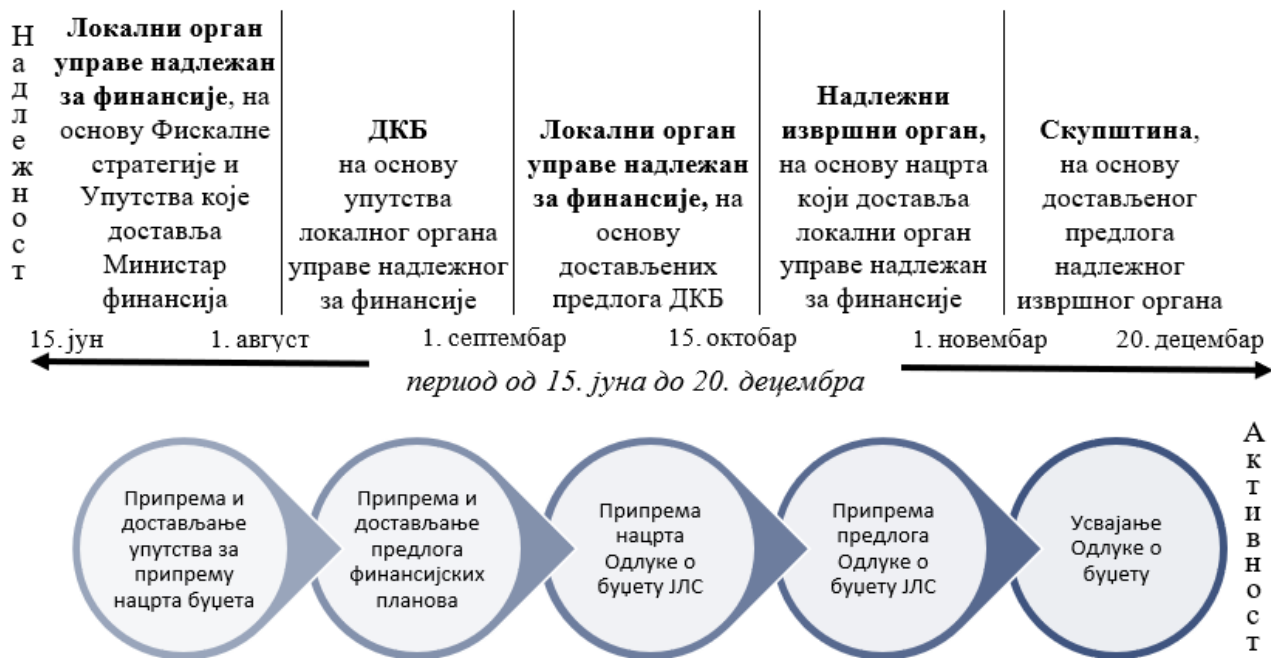 Надлежност
Локални орган
управе надлежан
за финансије, на
основу Фискалне
стратегије и
Упутства које
доставља
Министар
финансија
ДКБ
на основу
упутства
локалног органа
управе надлежног
за финансије
Локални орган
управе надлежан
за финансије, на
основу
достављених
предлога ДКБ
Надлежни
извршни орган,
на основу нацрта
који доставља
локални орган
управе надлежан
за финансије
Скупштина,
на основу
достављеног
предлога
надлежног
извршног органа
15. јун 1. август 1. септембар 15. октобар 1. новембар 20. децембар
период од 15. јуна до 20. децембра
Активност
Припрема и
достављање
упутства за
припрему
нацрта буџета
Припрема и
достављање
предлога
финансијских
планова
Припрема
нацрта
Одлуке о
буџету ЈЛС
Припрема
предлога
Одлуке о
буџету ЈЛС
Усвајање
Одлуке о
буџету